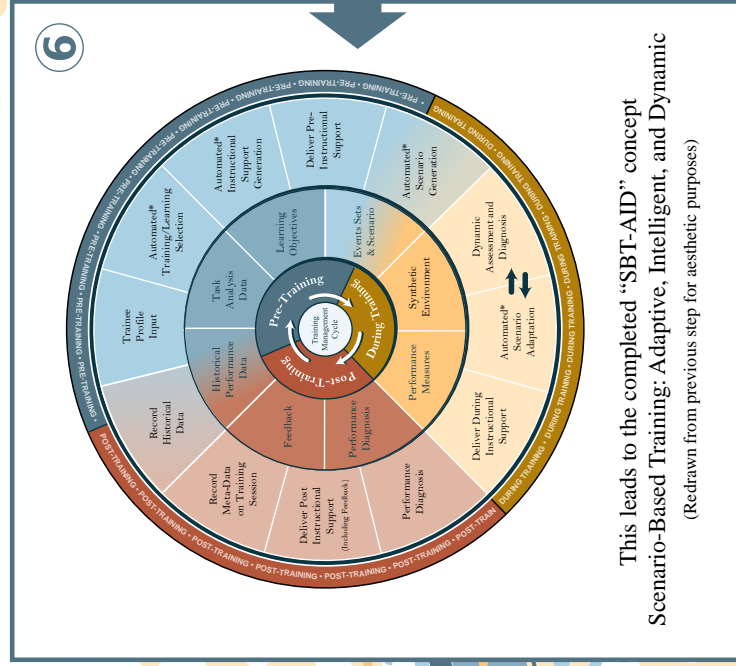 6
• PRE-TRAINING • PRE-TRAINING • PRE-TRAINING • PRE-TRAINING • PRE-TRAINING • PRE-TRAINING •
DURING TRAINING • DURING TRAINING • DURING TRAINING • DURING TRAINING • DURING TRAINING
POST-TRAINING • POST-TRAINING • POST-TRAINING • POST-TRAINING • POST-TRAINING • POST-TRAIN
Trainee
Profile
Input
Automated*
Training/Learning
Selection
Automated*
Instructional
Support
Generation
Deliver Pre-
Instructional
Support
Automated*
Scenario
Generation
Dynamic
Assessment and
Diagnosis
Automated*
Scenario
Adaptation
Deliver During
Instructional
Support
Performance
Diagnosis
Deliver Post
Instructional
Support
(Including Feedback)
Record
Meta-Data
on Training
Session
Record
Historical
Data
Task
Analysis
Data
Learning
Objectives
Events Sets
& Scenario
Synthetic
Environment
Performance
Measures
Performance
Diagnosis
Feedback
Historical
Performance
Data
Pre-Training
During Training
Post-Training
Training
Management
Cycle
This leads to the completed “SBT-AID” concept
Scenario-Based Training: Adaptive, Intelligent, and Dynamic
(Redrawn from previous step for aesthetic purposes)